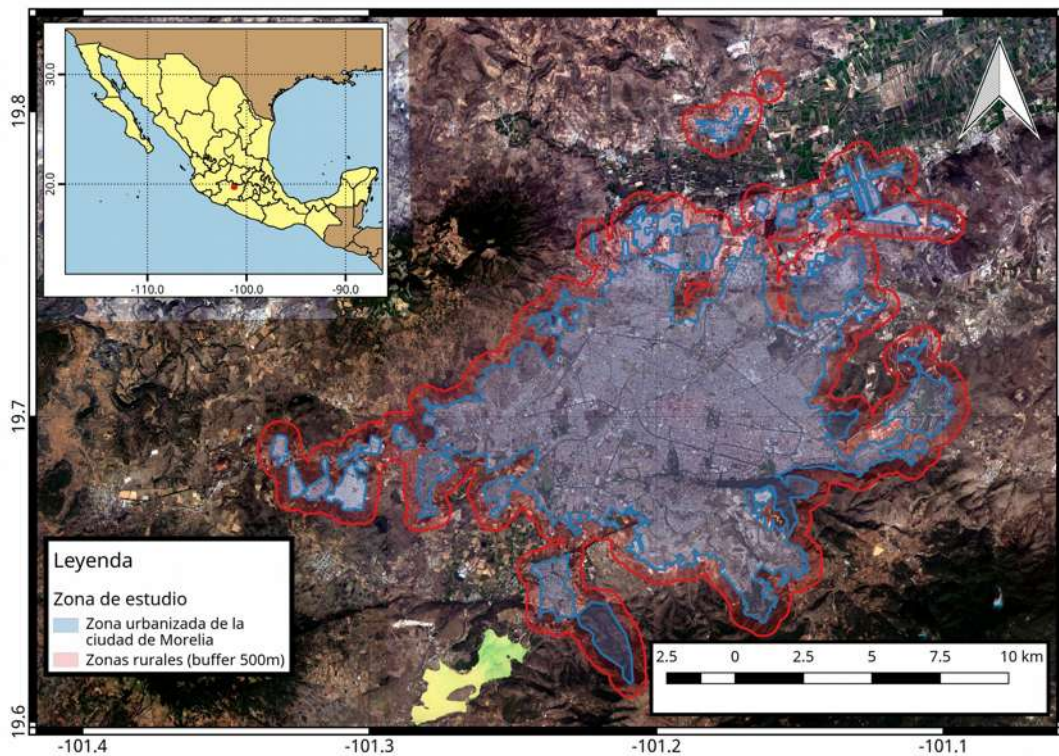 30.0
20.0
-110.0
-100.0
-90.0
19.8
19.7
19.6
Leyenda
Zona de estudio
Zona urbanizada de la
ciudad de Morelia
Zonas rurales (buffer 500m)
2.5 0 2.5 5 7.5 10 km
-101.4 -101.3 -101.2 -101.1